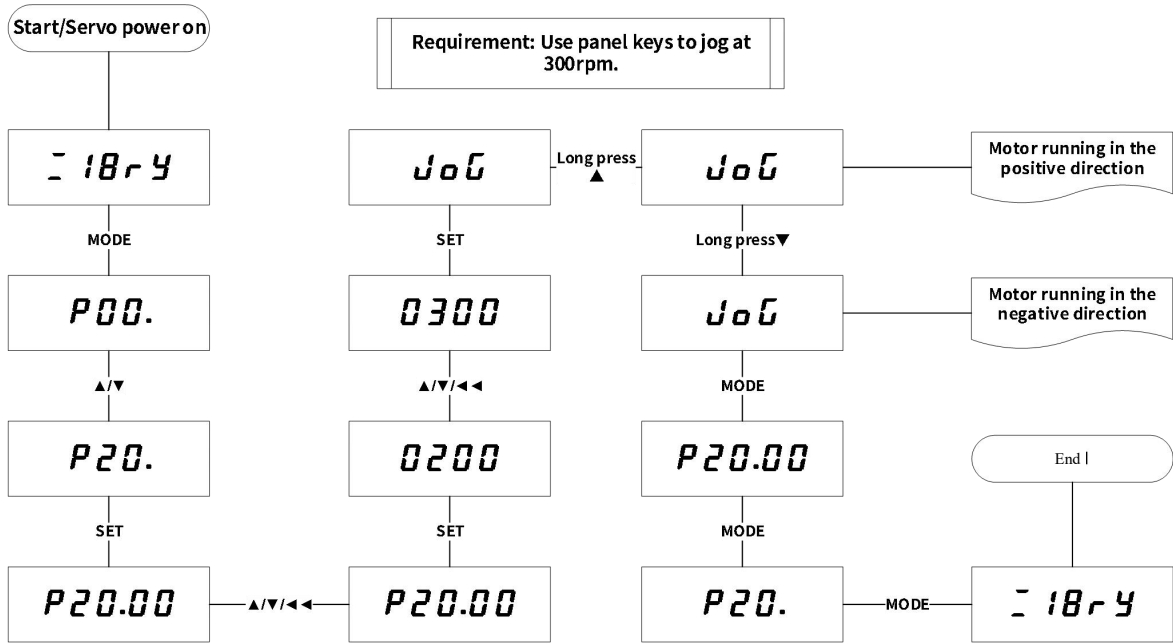 Start/Servo power on
Requirement: Use panel keys to jog at
300rpm.
18rY
JoG
Long press
▲
JoG
Motor running in the
positive direction
MODE
SET
Long press▼
P00.
0300
JoG
Motor running in the
negative direction
▲/▼
▲/▼/◄◄
MODE
P20.
0200
P20.00
End
SET
SET
MODE
P20.00
▲/▼/◄◄
P20.00
P20.
MODE
18rY